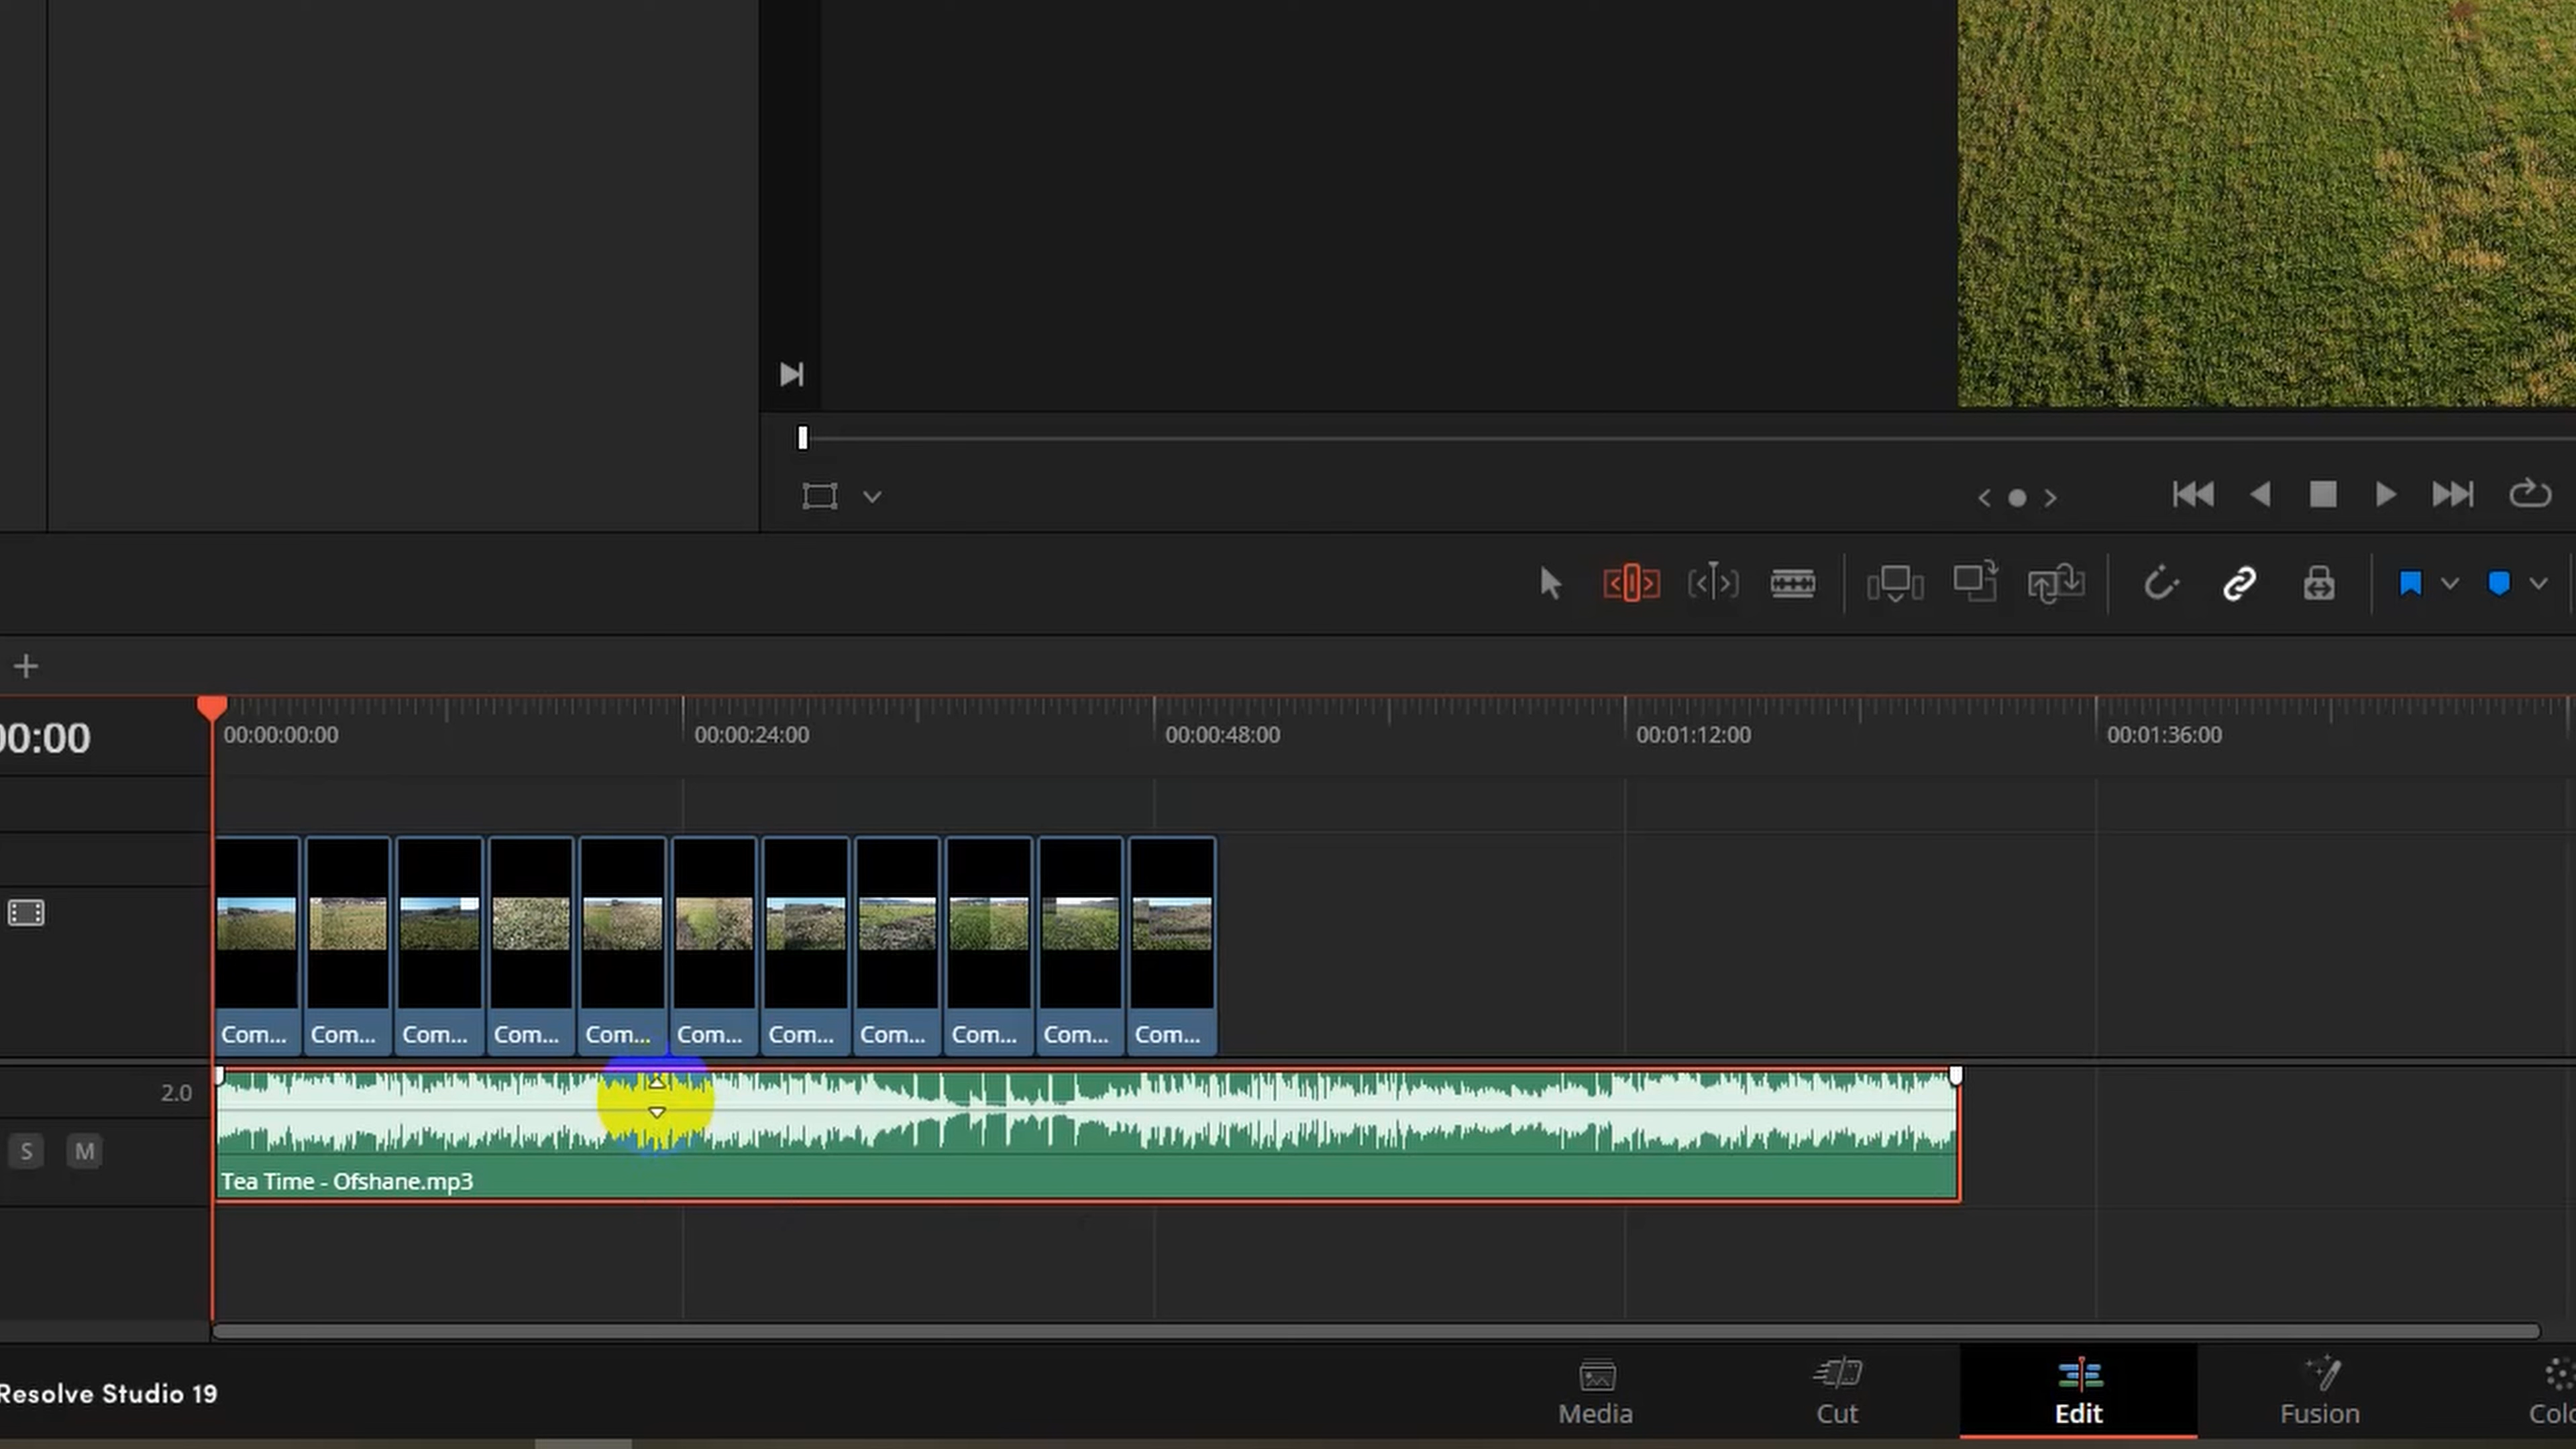 00:00
00:00:00:00
00:00:24:00
00:00:48:00
00:01:12:00
00:01:36:00
Com...
Com...
Com...
Com...
Com...
Com...
Com...
Com...
Com...
Com...
Com...
2.0
S
M
Tea Time - Ofshane.mp3
Resolve Studio 19
Media
Cut
Edit
Fusion
Colo